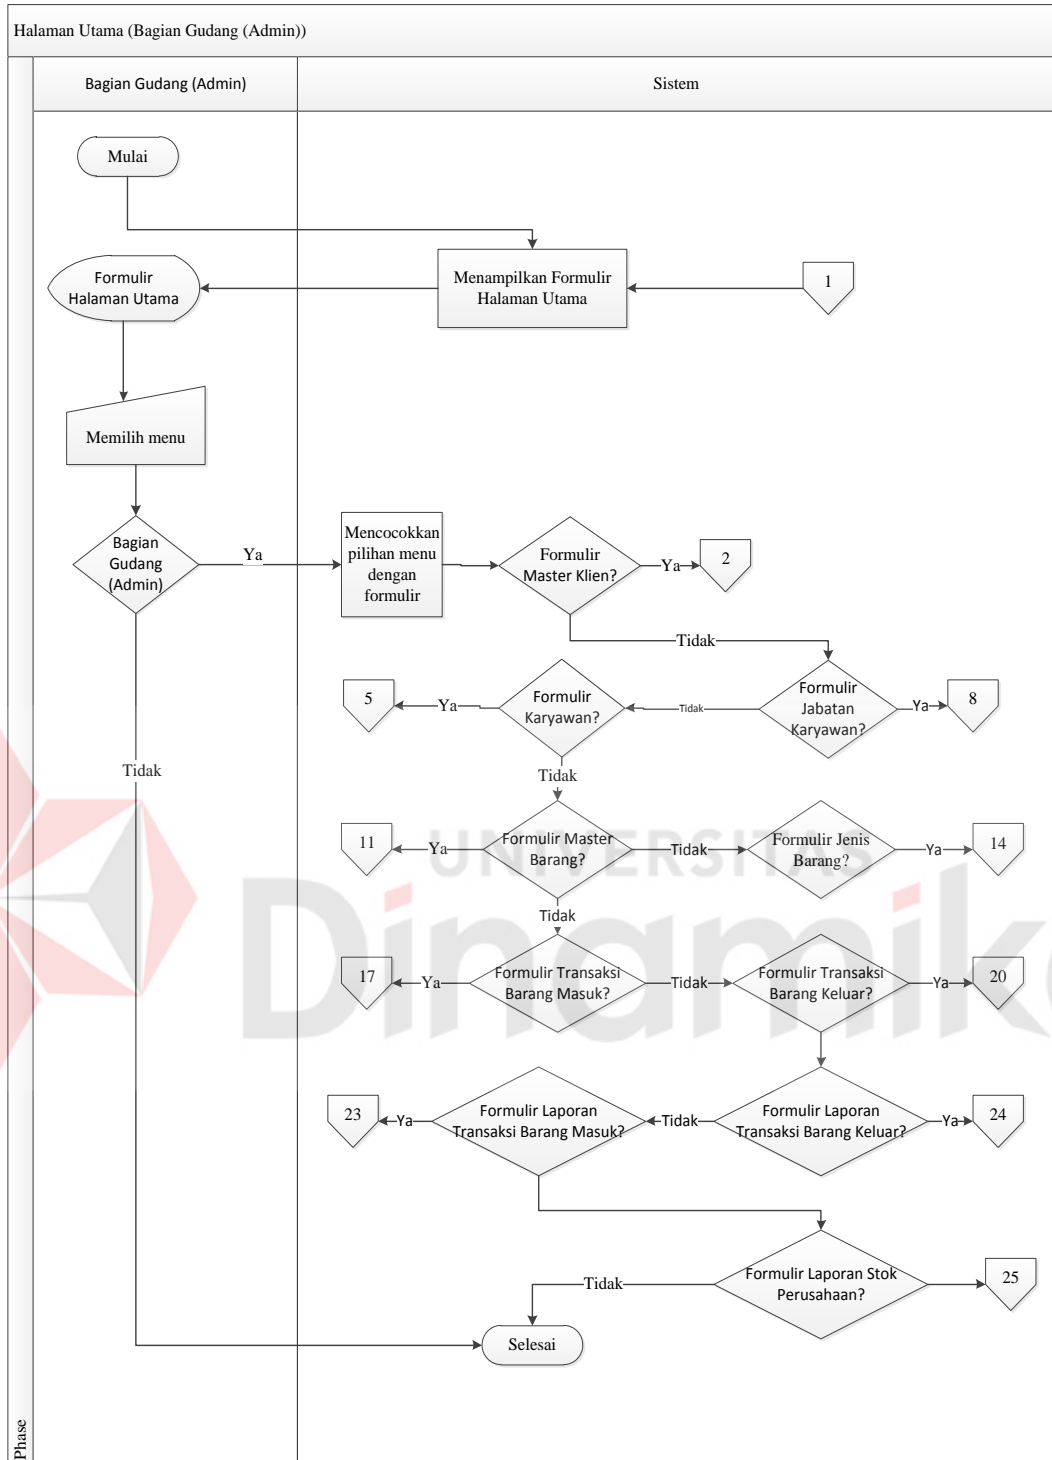 Halaman Utama (Bagian Gudang (Admin))
Bagian Gudang (Admin)
Sistem
Mulai
Formulir
Halaman Utama
Menampilkan Formulir
Halaman Utama
1
Memilih menu
Bagian
Gudang
(Admin)
Ya
Mencocokkan
pilihan menu
dengan
formulir
Formulir
Master Klien?
Ya
2
Tidak
5
Ya
Formulir
Karyawan?
Tidak
Formulir
Jabatan
Karyawan?
Ya
8
Tidak
Tidak
11
Ya
Formulir Master
Barang?
Tidak
Formulir Jenis
Barang?
Ya
14
UNIVERSITAS
Dinamika
Tidak
17
Ya
Formulir Transaksi
Barang Masuk?
Tidak
Formulir Transaksi
Barang Keluar?
Ya
20
23
Ya
Formulir Laporan
Transaksi Barang Masuk?
Tidak
Formulir Laporan
Transaksi Barang Keluar?
Ya
24
Tidak
Formulir Laporan Stok
Perusahaan?
25
Selesai
Phase